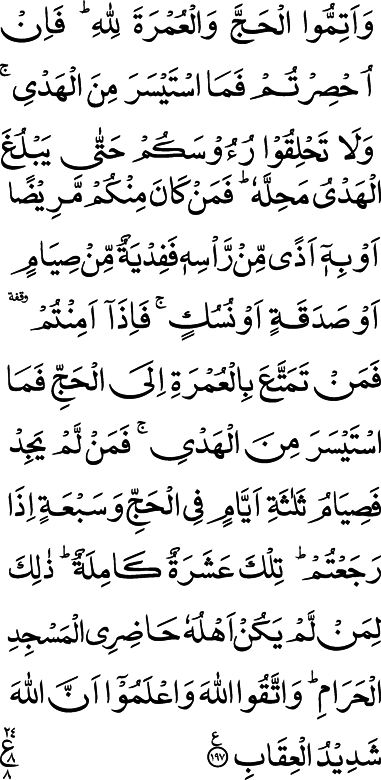 وَاَتِمُّوا الْحَجَّ وَالْعُمْرَةَ لِلّٰهِ ؕ فَاِنْ
اُحْصِرْتُمْ فَمَا اسْتَيْسَرَ مِنَ الْهَدْىِ ۚ
وَلَا تَحْلِقُوْا رُءُوْسَكُمْ حَتّٰى يَبْلُغَ
الْهَدْىُ مَحِلَّهٗ ؕ فَمَنْ كَانَ مِنْكُمْ مَّرِيْضًا
اَوْ بِهٖۤ اَذًى مِّنْ رَّاْسِهٖ فَفِدْيَةٌ مِّنْ صِيَامٍ
اَوْ صَدَقَةٍ اَوْ نُسُكٍ ۚ فَاِذَاۤ اَمِنْتُمْ وقفة
فَمَنْ تَمَتَّعَ بِالْعُمْرَةِ اِلَى الْحَجِّ فَمَا
اسْتَيْسَرَ مِنَ الْهَدْىِ ۚ فَمَنْ لَّمْ يَجِدْ
فَصِيَامُ ثَلٰثَةِ اَيَّامٍ فِى الْحَجِّ وَسَبْعَةٍ اِذَا
رَجَعْتُمْ ؕ تِلْكَ عَشَرَةٌ كَامِلَةٌ ؕ ذٰلِكَ
لِمَنْ لَّمْ يَكُنْ اَهْلُهٗ حَاضِرِى الْمَسْجِدِ
الْحَرَامِ ؕ وَاتَّقُوا اللّٰهَ وَاعْلَمُوْۤا اَنَّ اللّٰهَ
شَدِيْدُ الْعِقَابِ ع ١٩٧ ٢٤ ع ٨ ٨